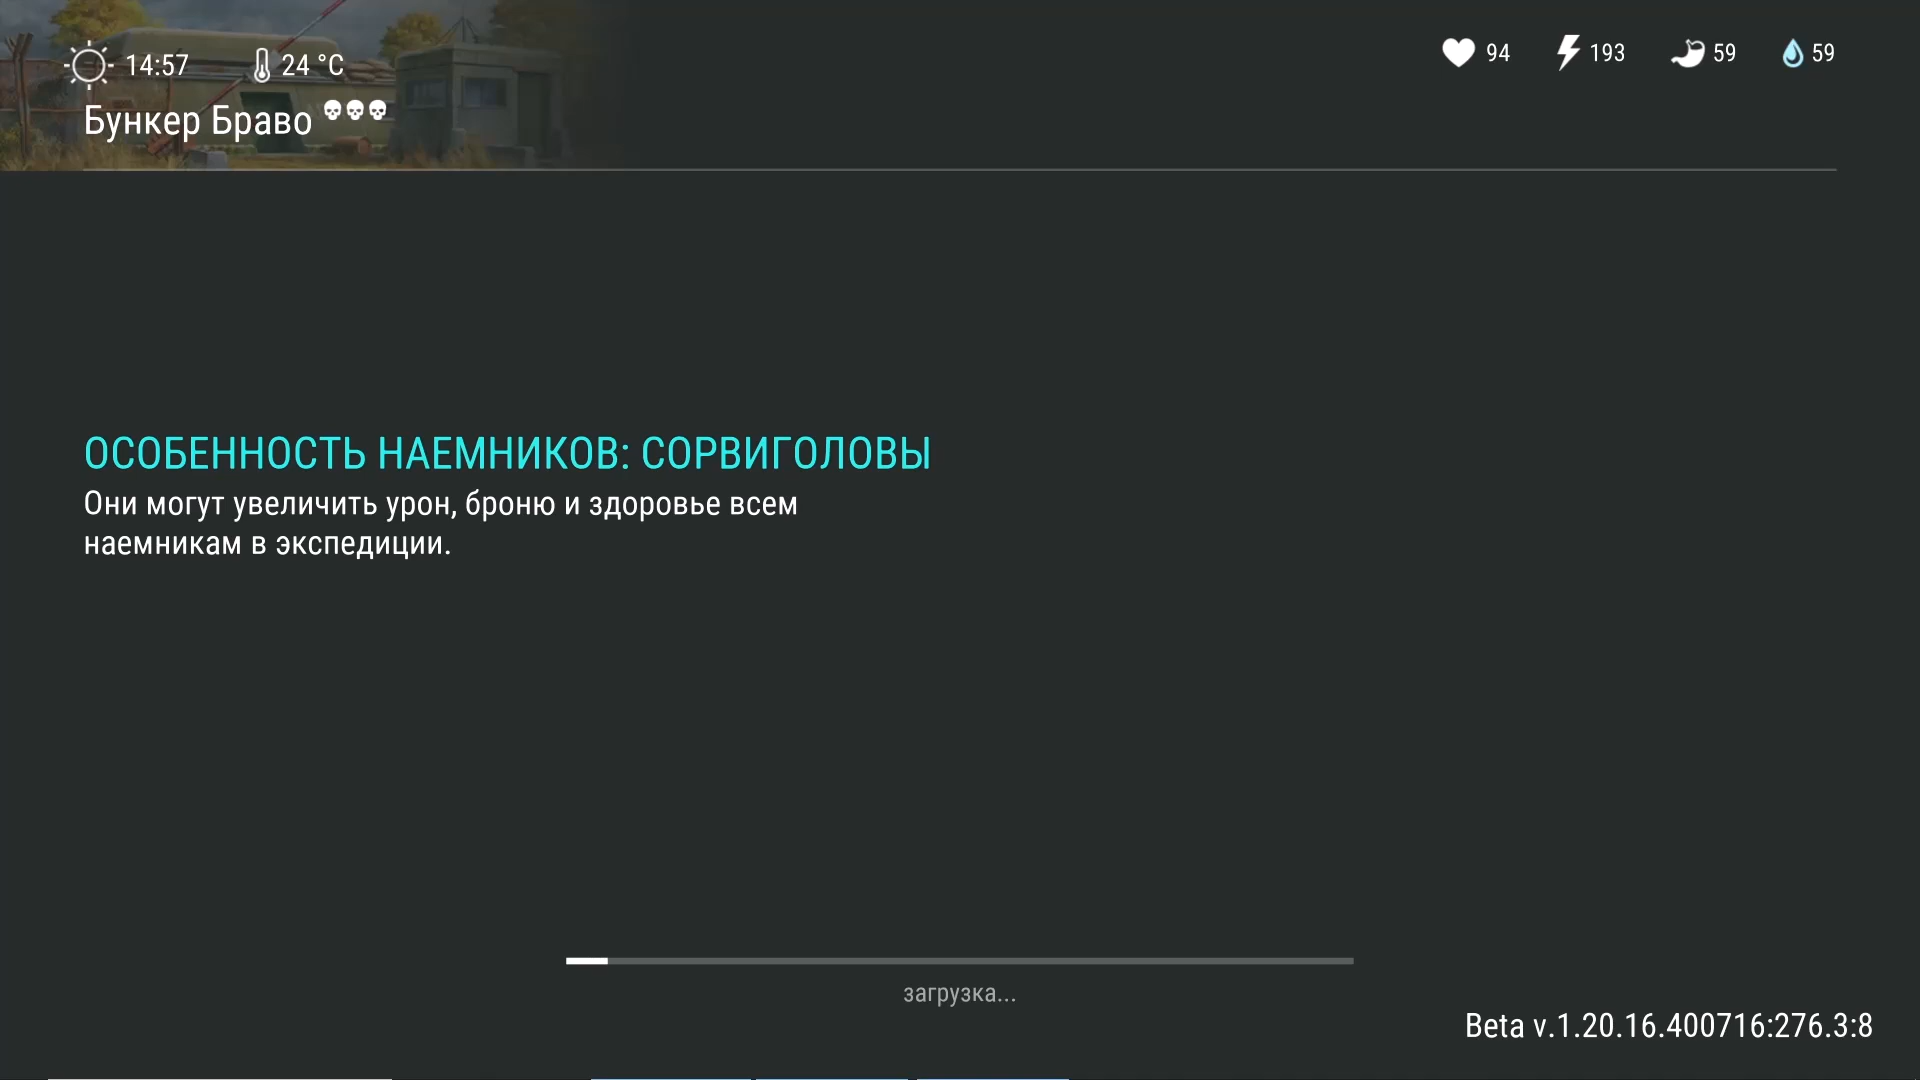 14:57 24 °C 94 193 59 59
Бункер Браво
ОСОБЕННОСТЬ НАЕМНИКОВ: СОРВИГОЛОВЫ
Они могут увеличить урон, броню и здоровье всем
наемникам в экспедиции.
загрузка...
Beta v.1.20.16.400716:276.3:8